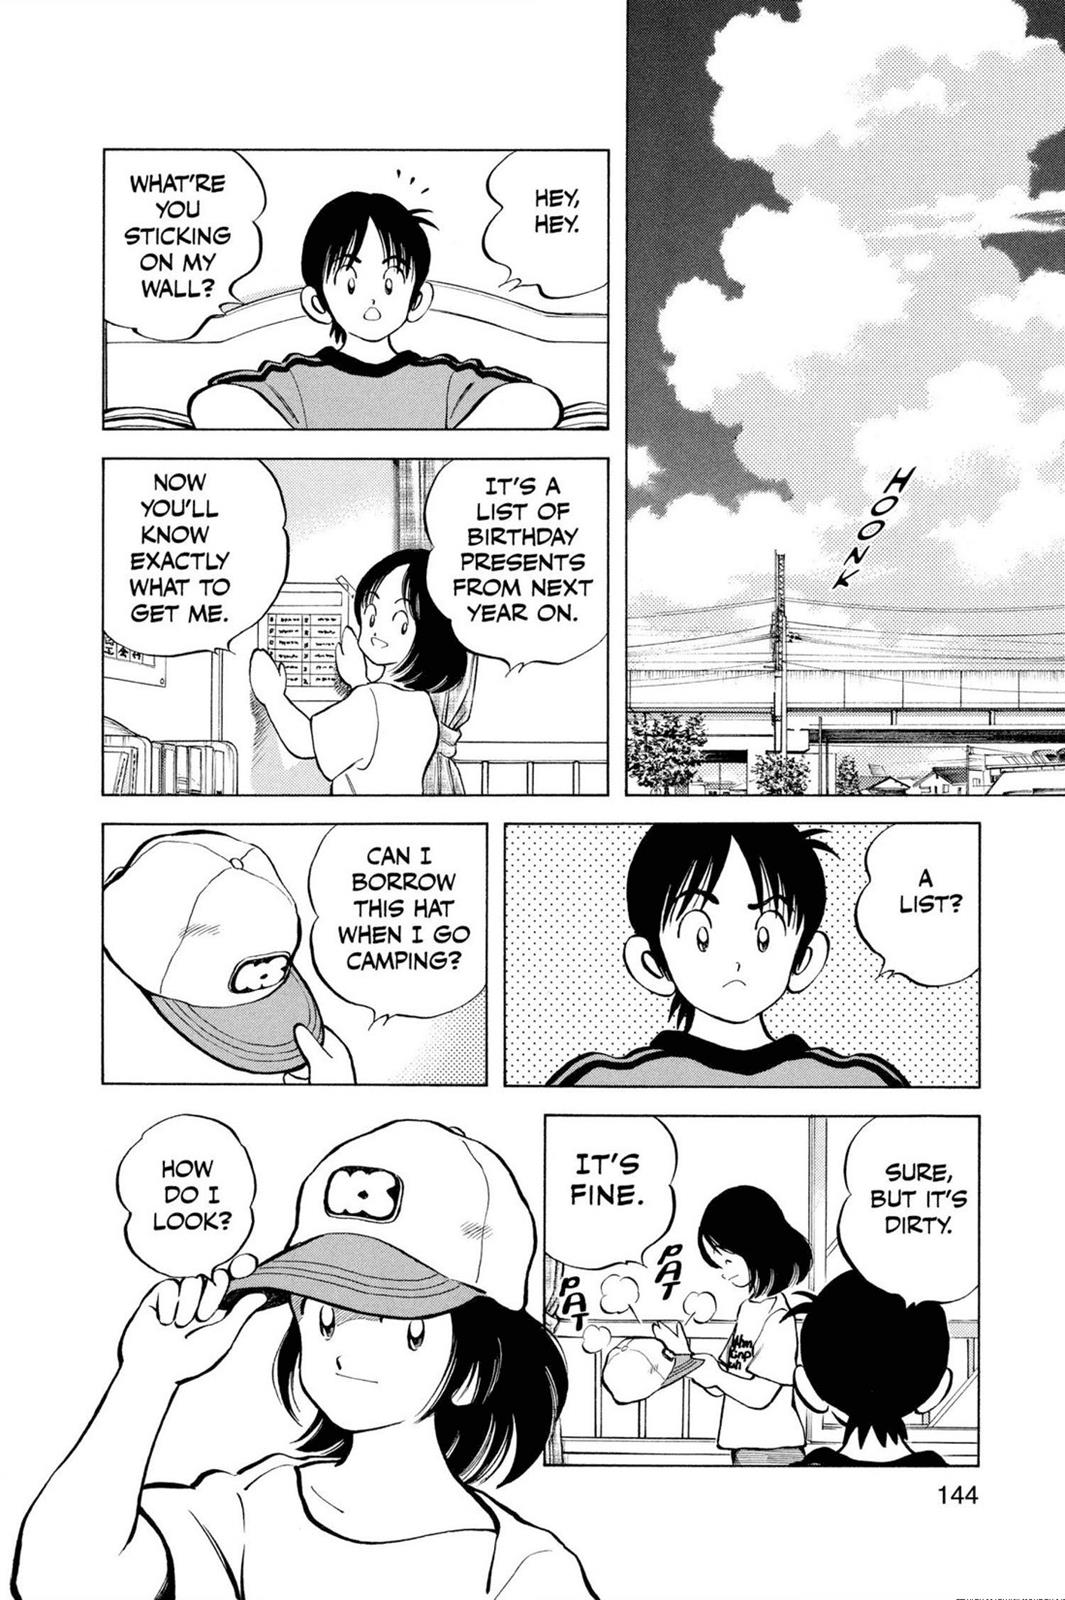 HOONK
HEY,
HEY.
WHAT'RE
YOU
STICKING
ON MY
WALL?
IT'S A
LIST OF
BIRTHDAY
PRESENTS
FROM NEXT
YEAR ON.
NOW
YOU'LL
KNOW
EXACTLY
WHAT TO
GET ME.
A
LIST?
CAN I
BORROW
THIS HAT
WHEN I GO
CAMPING?
SURE,
BUT IT'S
DIRTY.
IT'S
FINE.
PAT
PAT
HOW
DO I
LOOK?
144